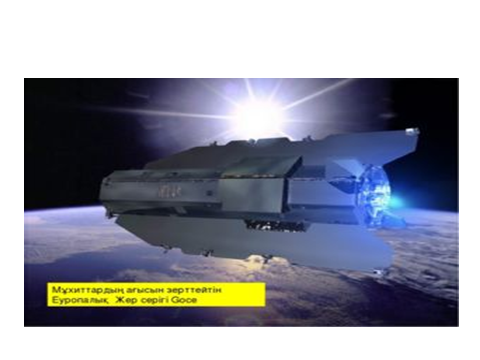 Мұхиттардың ағысын зерттейтін
Еуропалық  Жер серігі Goce